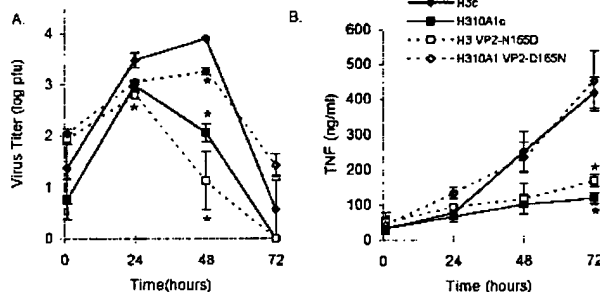 A.
Virus Titer (log pfu)
4
3
2
1
0
0 24 48 72
Time(hours)
B.
H3c
H310A1c
H3 VP2-N165D
H310A1 VP2-D165N
TNF (ng/ml)
600
500
400
300
200
100
0
0 24 48 72
Time (hours)